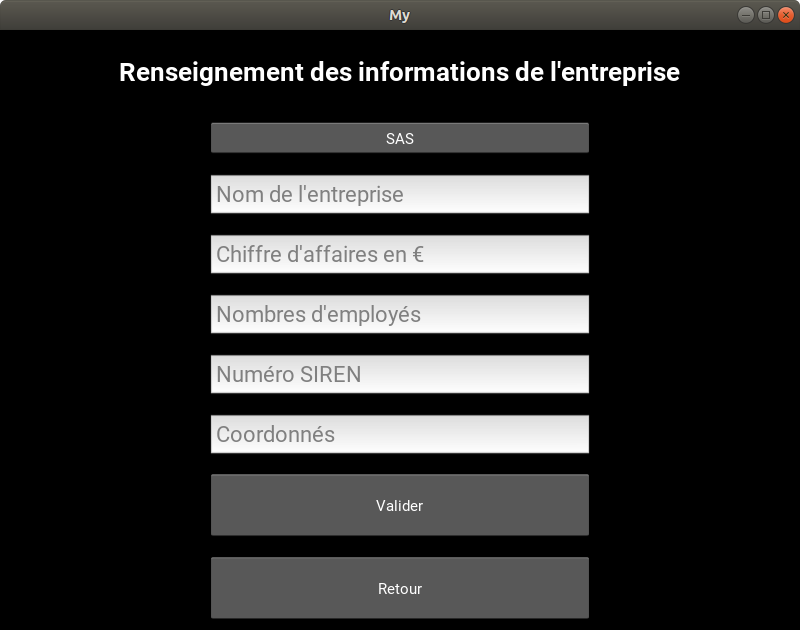 My
Renseignement des informations de l'entreprise
SAS
Nom de l'entreprise
Chiffre d'affaires en €
Nombres d'employés
Numéro SIREN
Coordonnés
Valider
Retour